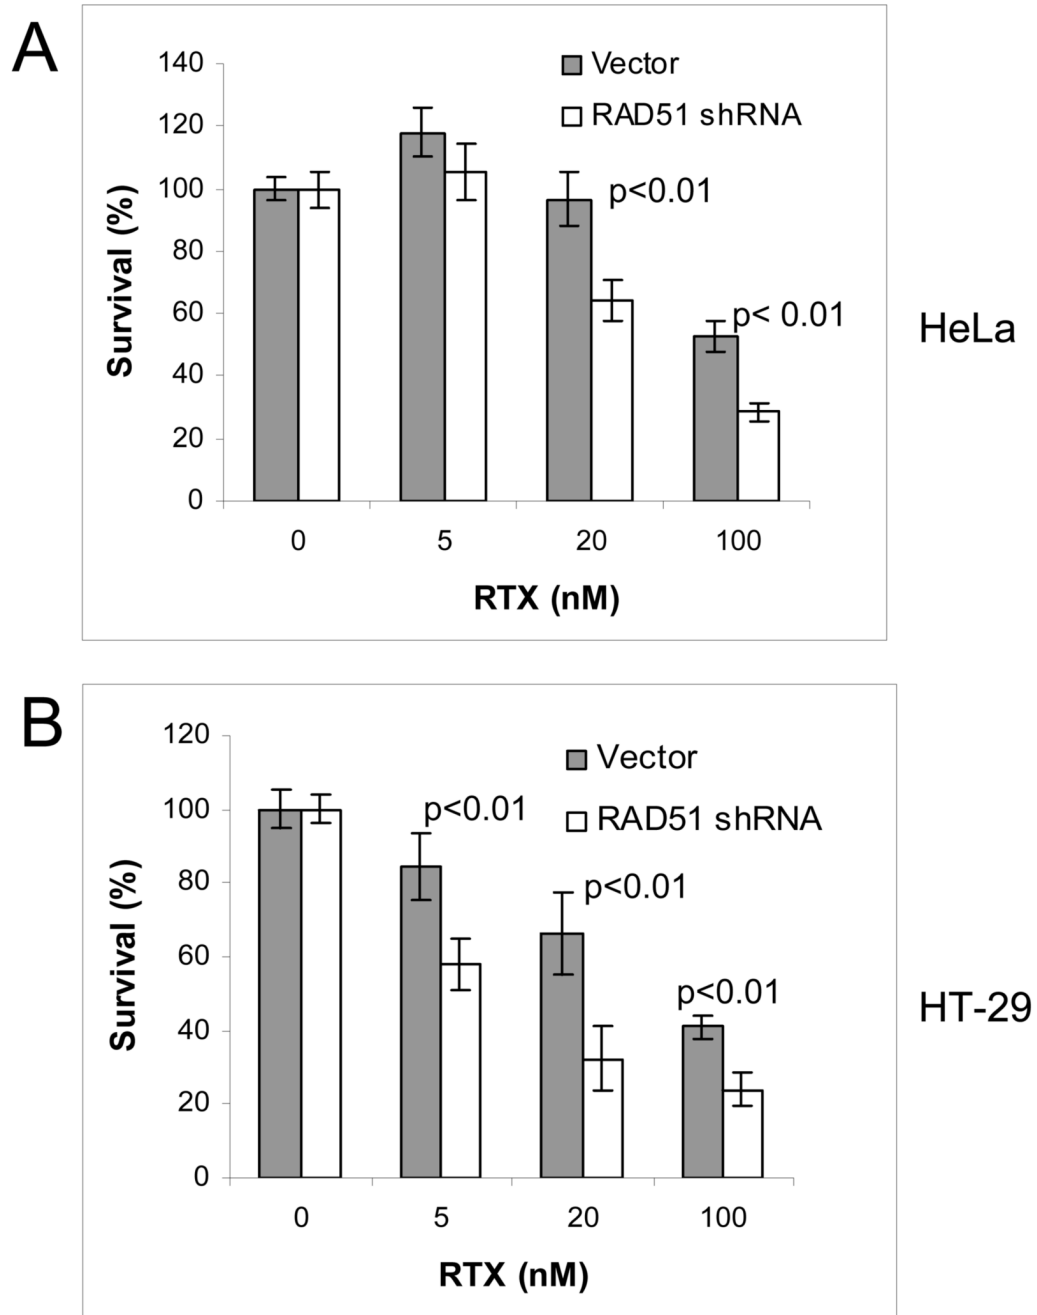 A
140
120
100
80
60
40
20
0
Survival (%)
Vector
RAD51 shRNA
p<0.01
p< 0.01
0 5 20 100
RTX (nM)
HeLa
B
120
100
80
60
40
20
0
Survival (%)
Vector
RAD51 shRNA
p<0.01
p<0.01
p<0.01
0 5 20 100
RTX (nM)
HT-29